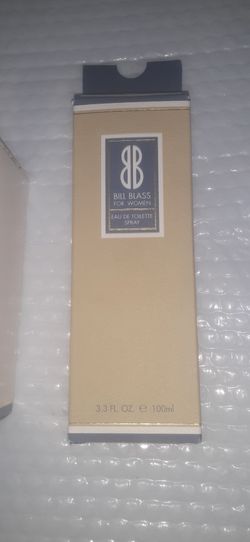 BB
BILL BLASS
FOR WOMEN
EAU DE TOILETTE
SPRAY
3.3 FL. OZ. ℮ 100ml